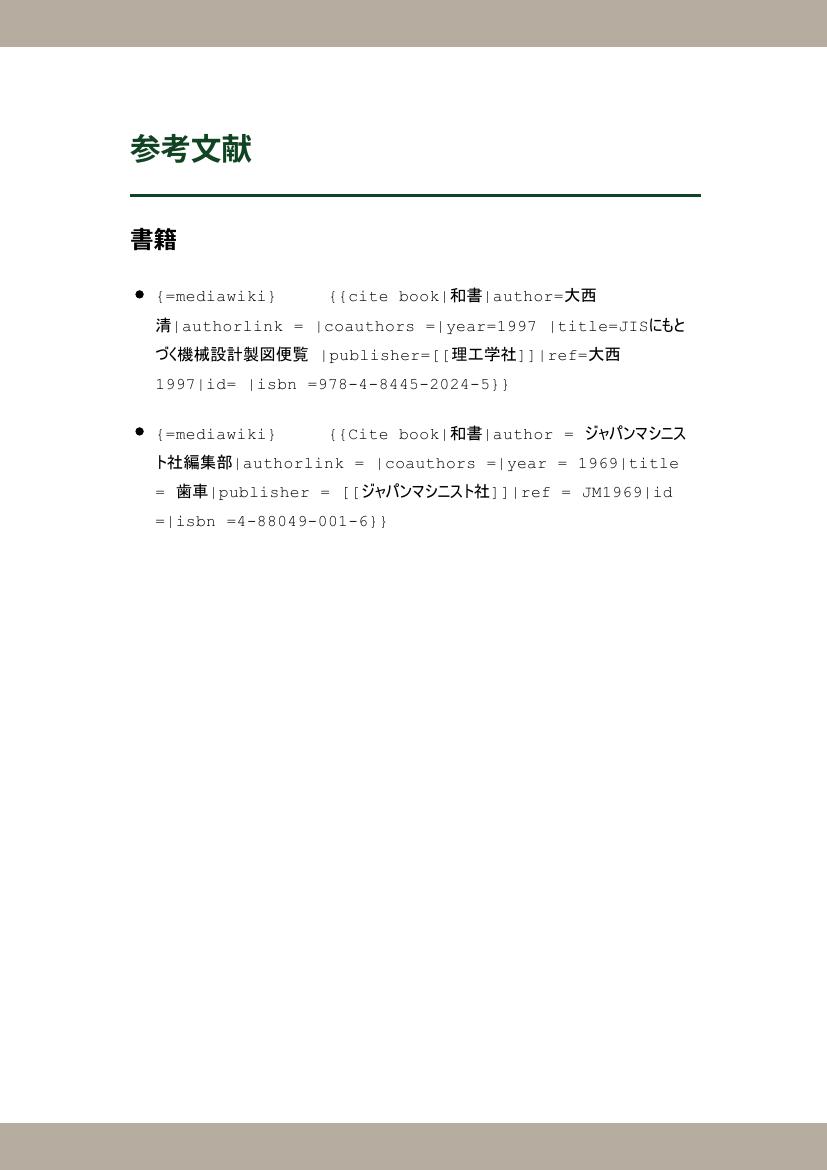 参考文献
書籍
● {=mediawiki} {{cite book|和書|author=大西
清|authorlink = |coauthors =|year=1997 |title=JISにもと
づく機械設計製図便覧 |publisher=[[理工学社]]|ref=大西
1997|id= |isbn =978-4-8445-2024-5}}
● {=mediawiki} {{Cite book|和書|author = ジャパンマシニス
ト社編集部|authorlink = |coauthors =|year = 1969|title
= 歯車|publisher = [[ジャパンマシニスト社]]|ref = JM1969|id
=|isbn =4-88049-001-6}}